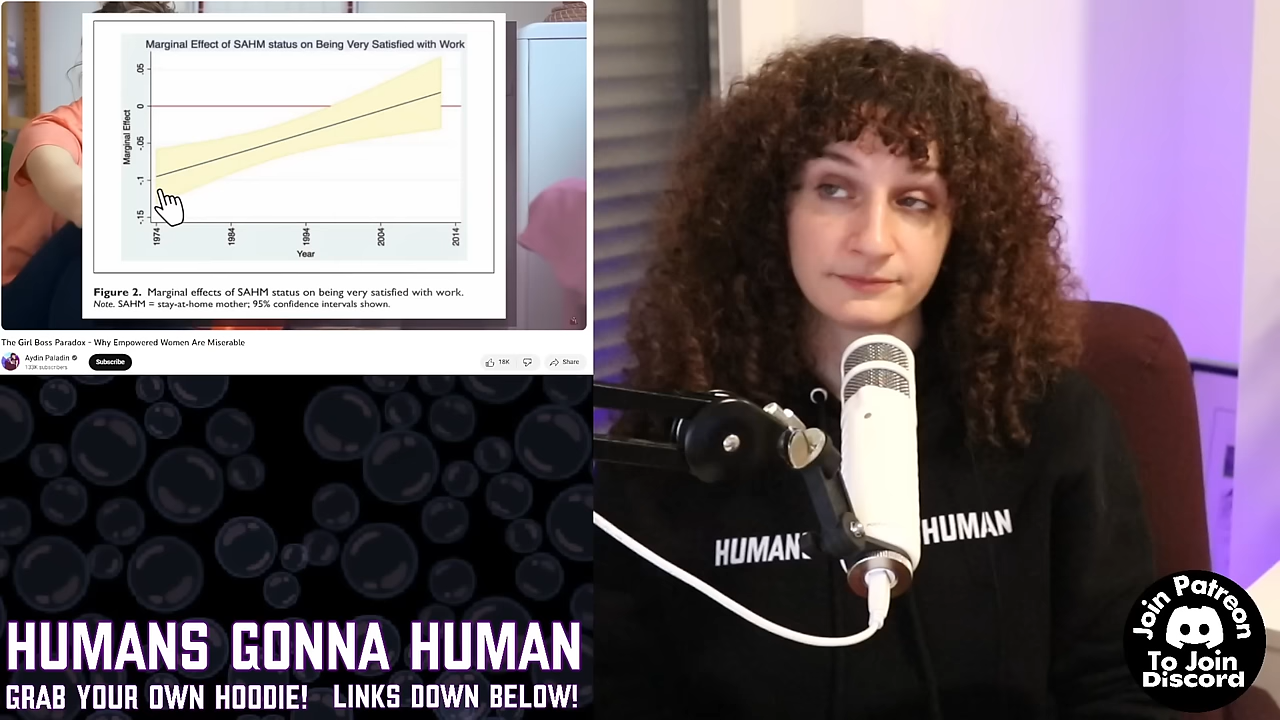 Marginal Effect of SAHM status on Being Very Satisfied with Work
Marginal Effect
.05
0
-.05
-.1
-.15
1974
1984
1994
2004
2014
Year
Figure 2. Marginal effects of SAHM status on being very satisfied with work.
Note. SAHM = stay-at-home mother; 95% confidence intervals shown.
The Girl Boss Paradox - Why Empowered Women Are Miserable
Aydin Paladin
133K subscribers
Subscribe
18K
Share
HUMANS GONNA HUMAN
GRAB YOUR OWN HOODIE! LINKS DOWN BELOW!
HUMANS HUMAN
Join Patreon
To Join
Discord